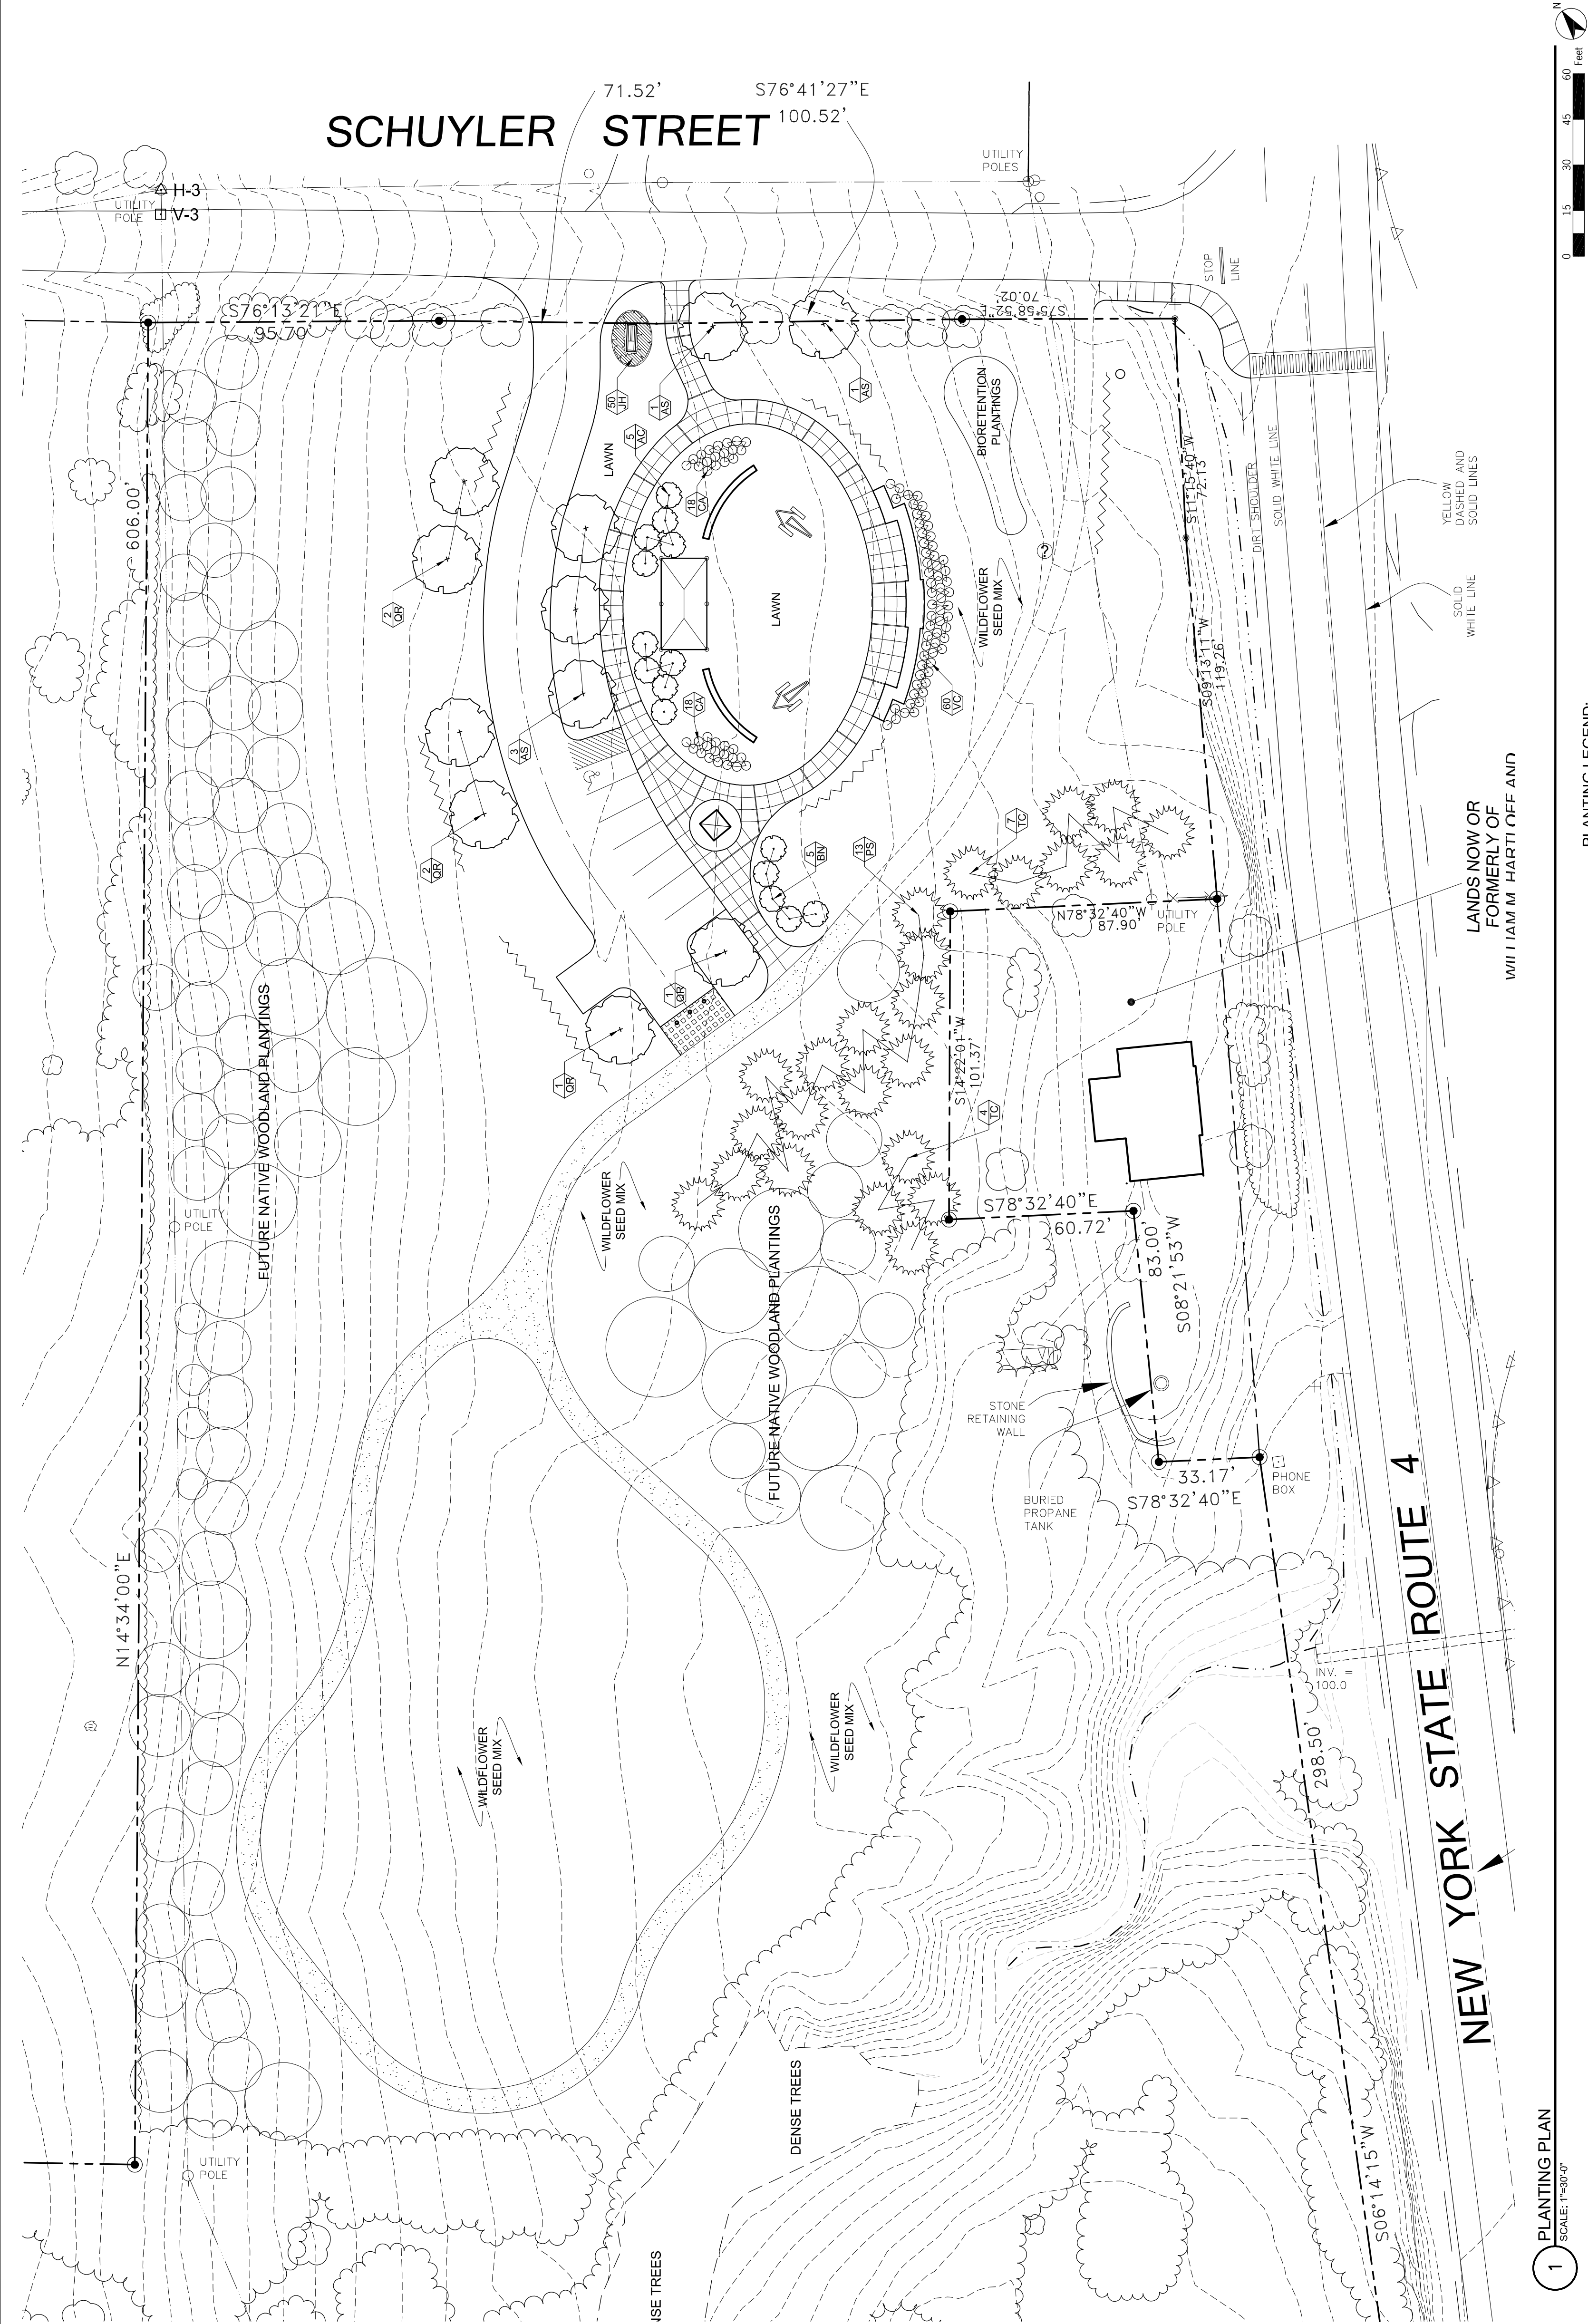 71.52'
S76°41'27"E
100.52'
SCHUYLER STREET
UTILITY
POLES
H-3
UTILITY
POLE
V-3
STOP
LINE
S76°13'21"E
95.70'
S75°58'52"E
70.02'
50
JH
1
AS
1
AS
5
AC
LAWN
BIORETENTION
PLANTINGS
18
CA
606.00'
S11°15'40"W
72.13'
DIRT SHOULDER
SOLID WHITE LINE
YELLOW
DASHED AND
SOLID LINES
?
2
QR
LAWN
WILDFLOWER
SEED MIX
SOLID
WHITE LINE
S09°13'11"W
119.26'
18
CA
60
VC
3
AS
2
QR
5
BN
13
PS
7
TC
N78°32'40"W
87.90'
UTILITY
POLE
LANDS NOW OR
FORMERLY OF
WILLIAM M. HARTLOFF AND
PLANTING LEGEND:
1
QR
1
QR
FUTURE NATIVE WOODLAND PLANTINGS
S14°22'01"W
101.37'
4
TC
WILDFLOWER
SEED MIX
UTILITY
POLE
S78°32'40"E
60.72'
83.00'
S08°21'53"W
FUTURE NATIVE WOODLAND PLANTINGS
STONE
RETAINING
WALL
BURIED
PROPANE
TANK
33.17'
S78°32'40"E
PHONE
BOX
N14°34'00"E
INV. =
100.0
298.50'
WILDFLOWER
SEED MIX
WILDFLOWER
SEED MIX
NEW YORK STATE ROUTE 4
DENSE TREES
UTILITY
POLE
S06°14'15"W
NSE TREES
1
PLANTING PLAN
SCALE: 1"=30'-0"
0
15
30
45
60
Feet
N